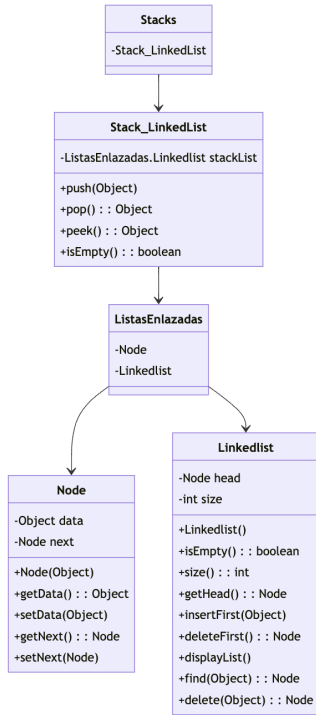 Stacks
-Stack_LinkedList
Stack_LinkedList
-ListasEnlazadas.Linkedlist stackList
+push(Object)
+pop() : : Object
+peek() : : Object
+isEmpty() : : boolean
ListasEnlazadas
-Node
-Linkedlist
Node
-Object data
-Node next
+Node(Object)
+getData() : : Object
+setData(Object)
+getNext() : : Node
+setNext(Node)
Linkedlist
-Node head
-int size
+Linkedlist()
+isEmpty() : : boolean
+size() : : int
+getHead() : : Node
+insertFirst(Object)
+deleteFirst() : : Node
+displayList()
+find(Object) : : Node
+delete(Object) : : Node